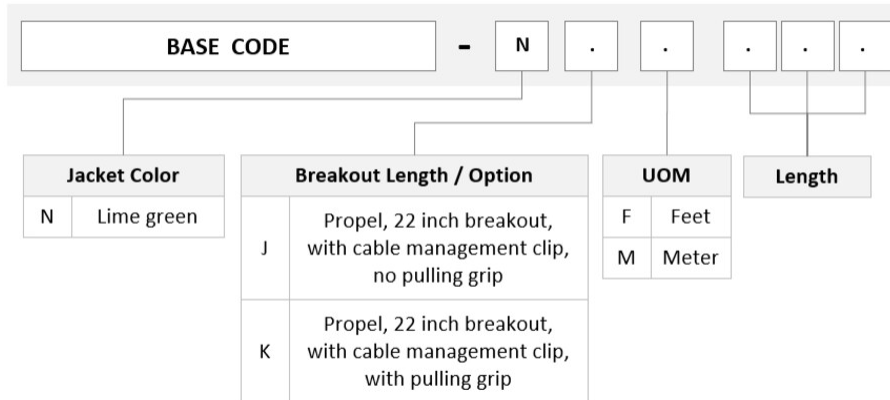 BASE CODE - N . . . . .
Jacket Color
N Lime green
Breakout Length / Option
J Propel, 22 inch breakout,
with cable management clip,
no pulling grip
K Propel, 22 inch breakout,
with cable management clip,
with pulling grip
UOM
F Feet
M Meter
Length